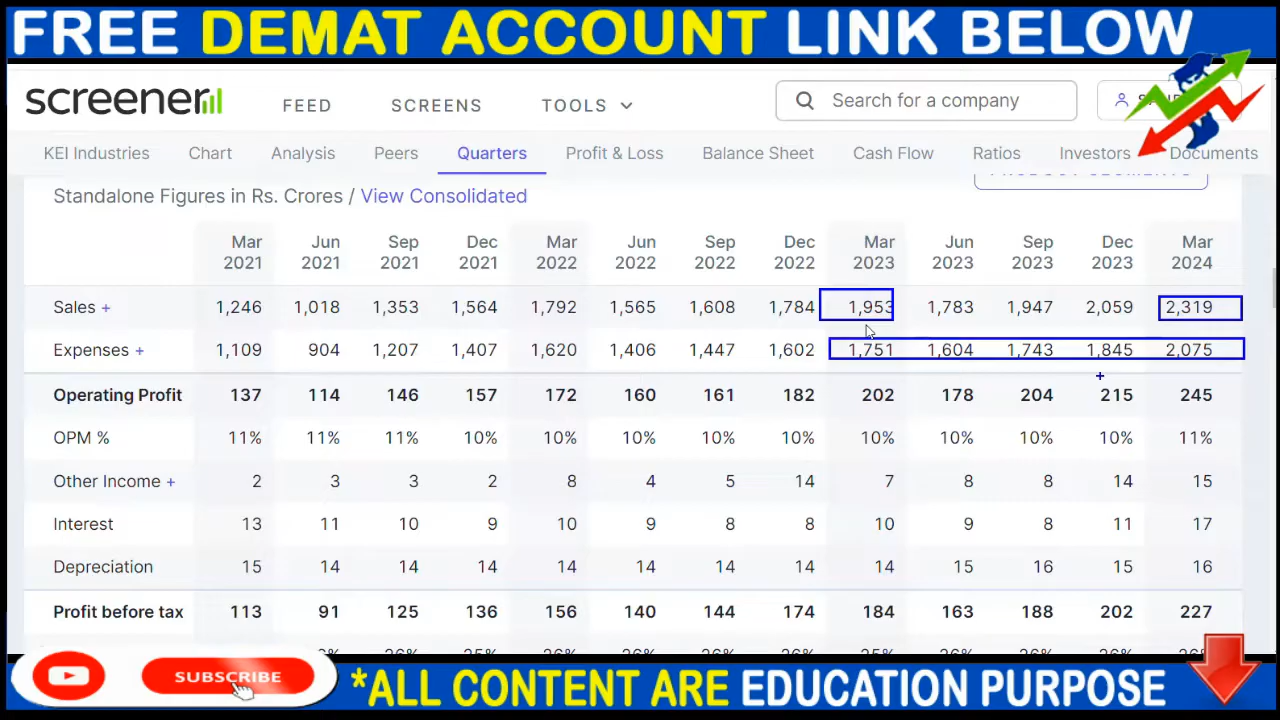 FREE DEMAT ACCOUNT LINK BELOW
screener FEED SCREENS TOOLS Search for a company
KEI Industries Chart Analysis Peers Quarters Profit & Loss Balance Sheet Cash Flow Ratios Investors Documents
Standalone Figures in Rs. Crores / View Consolidated PRODUCT SEGMENTS
Mar 2021 Jun 2021 Sep 2021 Dec 2021 Mar 2022 Jun 2022 Sep 2022 Dec 2022 Mar 2023 Jun 2023 Sep 2023 Dec 2023 Mar 2024
Sales + 1,246 1,018 1,353 1,564 1,792 1,565 1,608 1,784 1,953 1,783 1,947 2,059 2,319
Expenses + 1,109 904 1,207 1,407 1,620 1,406 1,447 1,602 1,751 1,604 1,743 1,845 2,075
Operating Profit 137 114 146 157 172 160 161 182 202 178 204 215 245
OPM % 11% 11% 11% 10% 10% 10% 10% 10% 10% 10% 10% 10% 11%
Other Income + 2 3 3 2 8 4 5 14 7 8 8 14 15
Interest 13 11 10 9 10 9 8 8 10 9 8 11 17
Depreciation 15 14 14 14 14 14 14 14 14 15 16 15 16
Profit before tax 113 91 125 136 156 140 144 174 184 163 188 202 227
SUBSCRIBE
*ALL CONTENT ARE EDUCATION PURPOSE